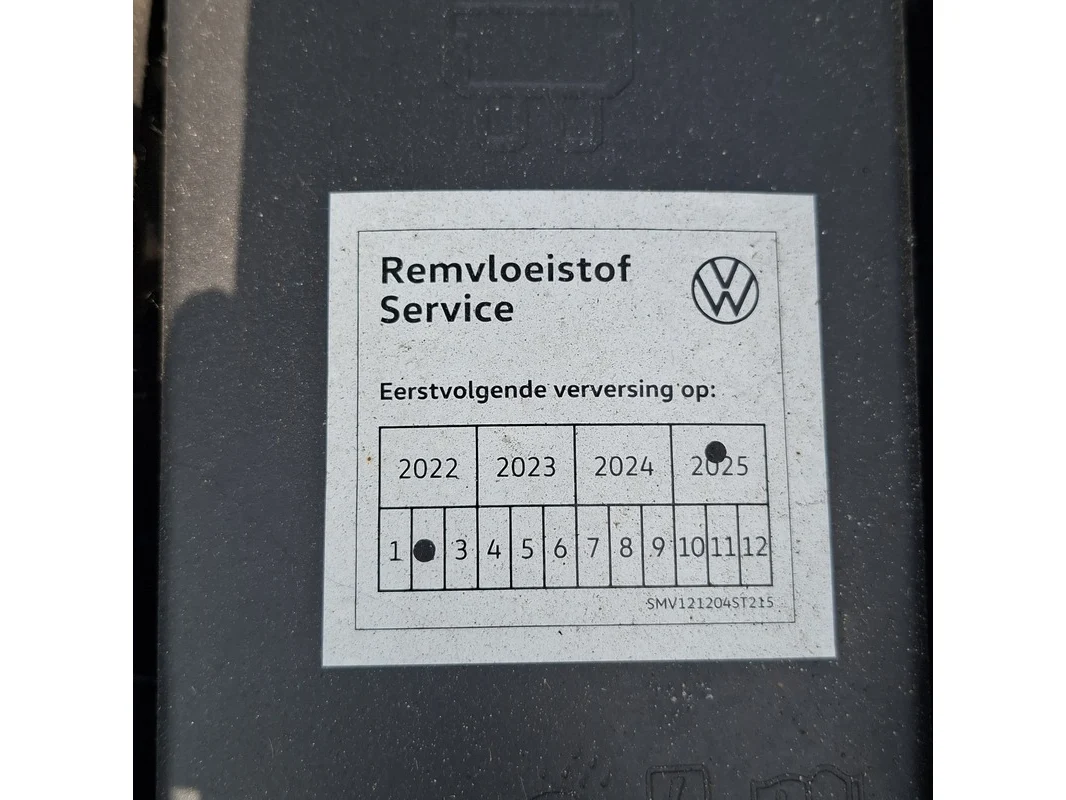 Remvloeistof
Service
Eerstvolgende verversing op:
2022 2023 2024 2025
1 3 4 5 6 7 8 9 10 11 12
SMV121204ST215